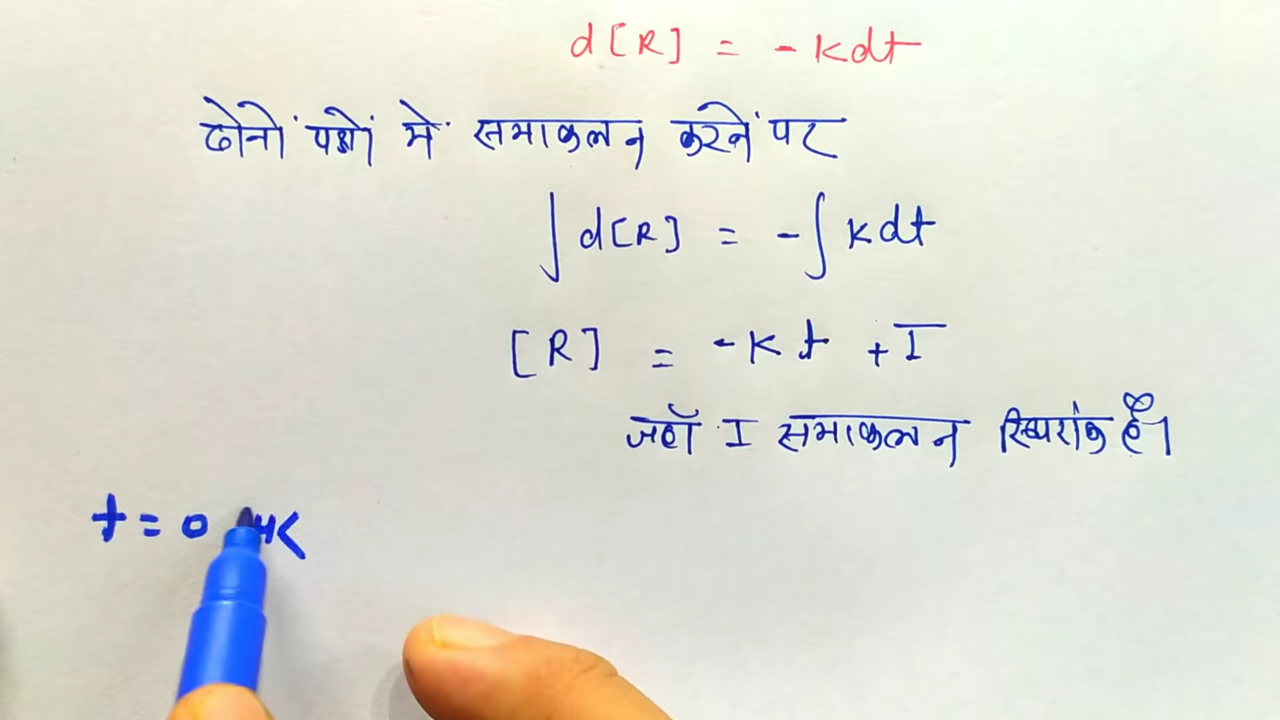 d[R] = - kdt
दोनों पक्षों में समाकलन करनें पर
∫ d[R] = - ∫ kdt
[R] = -kt + I
जहाँ I समाकलन स्थिरांक है।
t = 0 पर